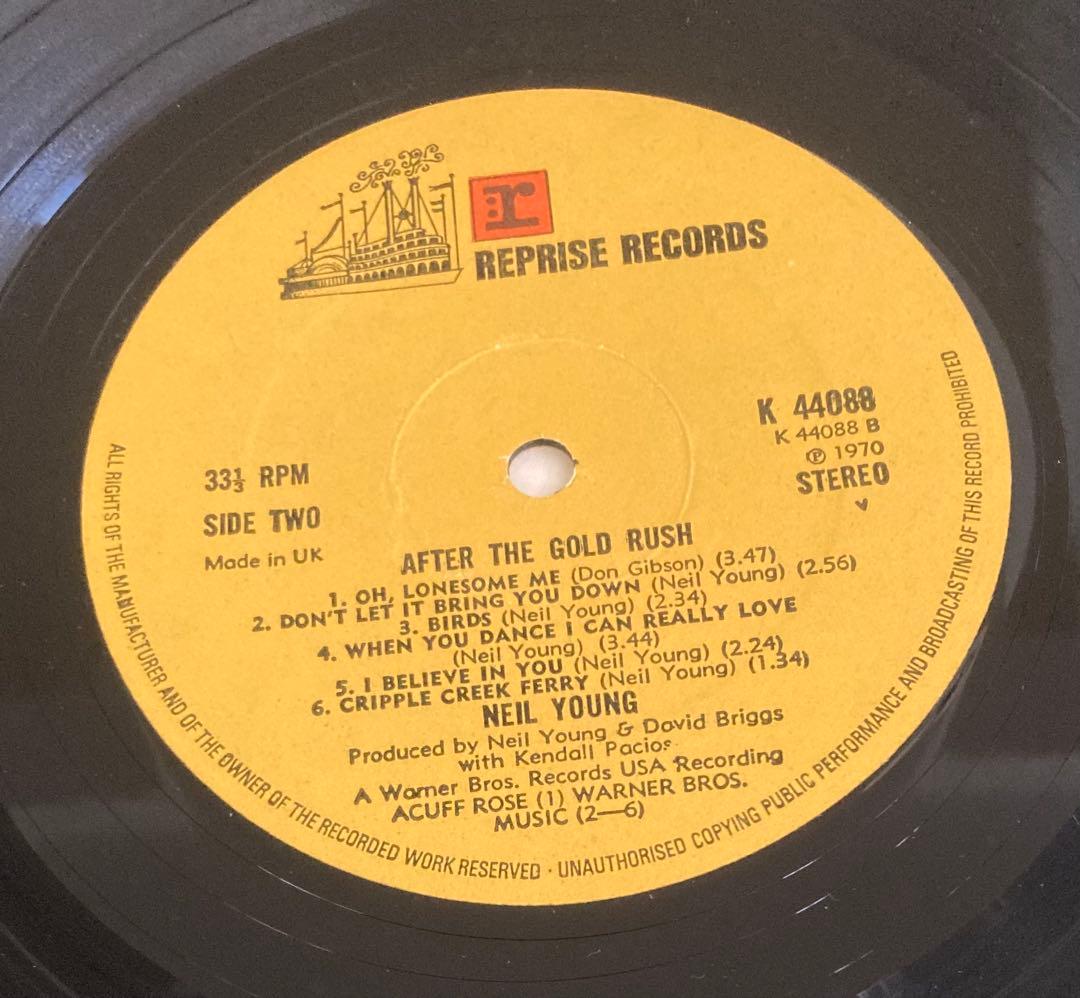 r:
REPRISE RECORDS
K 44088
K 44088 B
℗ 1970
STEREO
33⅓ RPM
SIDE TWO
Made in UK
AFTER THE GOLD RUSH
1. OH, LONESOME ME (Don Gibson) (3.47)
2. DON'T LET IT BRING YOU DOWN (Neil Young) (2.56)
3. BIRDS (Neil Young) (2.34)
4. WHEN YOU DANCE I CAN REALLY LOVE
(Neil Young) (3.44)
5. I BELIEVE IN YOU (Neil Young) (2.24)
6. CRIPPLE CREEK FERRY (Neil Young) (1.34)
NEIL YOUNG
Produced by Neil Young & David Briggs
with Kendall Pacios
A Warner Bros. Records USA Recording
ACUFF ROSE (1) WARNER BROS.
MUSIC (2—6)
ALL RIGHTS OF THE MANUFACTURER AND OF THE OWNER OF THE RECORDED WORK RESERVED · UNAUTHORISED COPYING PUBLIC PERFORMANCE AND BROADCASTING OF THIS RECORD PROHIBITED